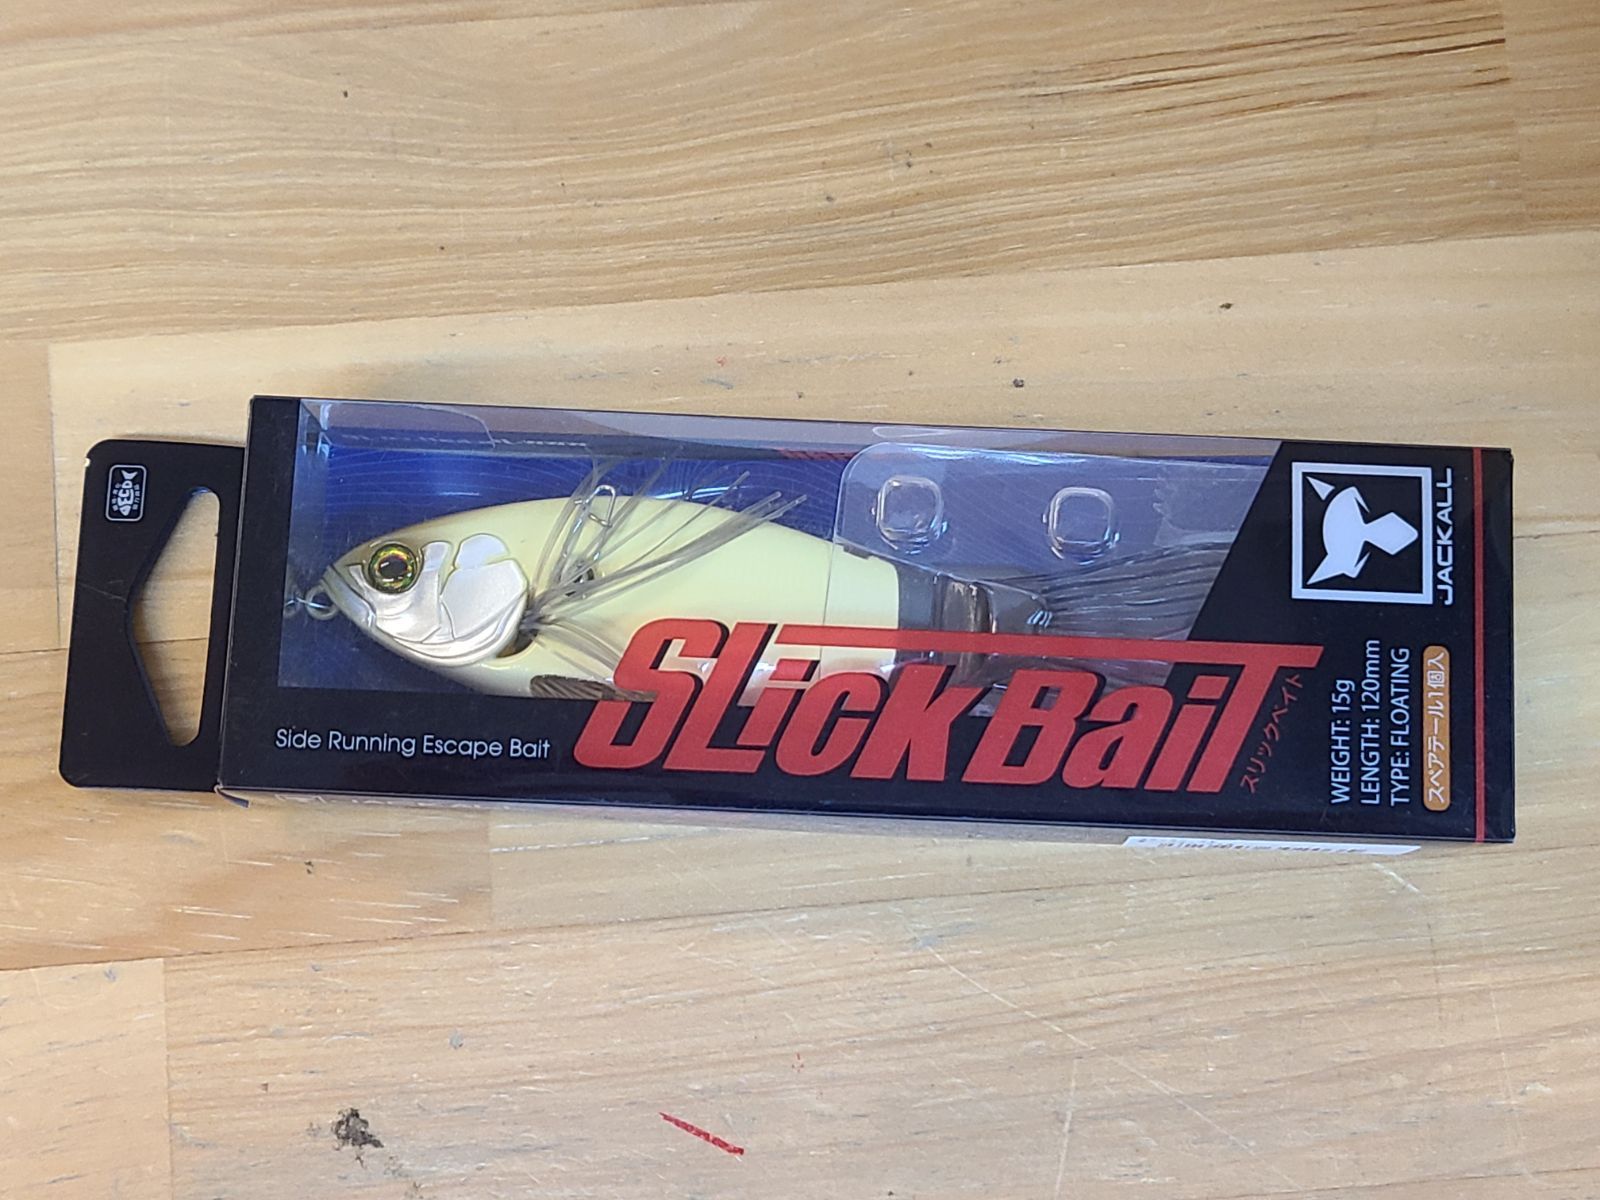 ECO
Side Running Escape Bait
SLickBaiT
スリックベイト
JACKALL
WEIGHT: 15g
LENGTH: 120mm
TYPE: FLOATING
スペアテール1個入